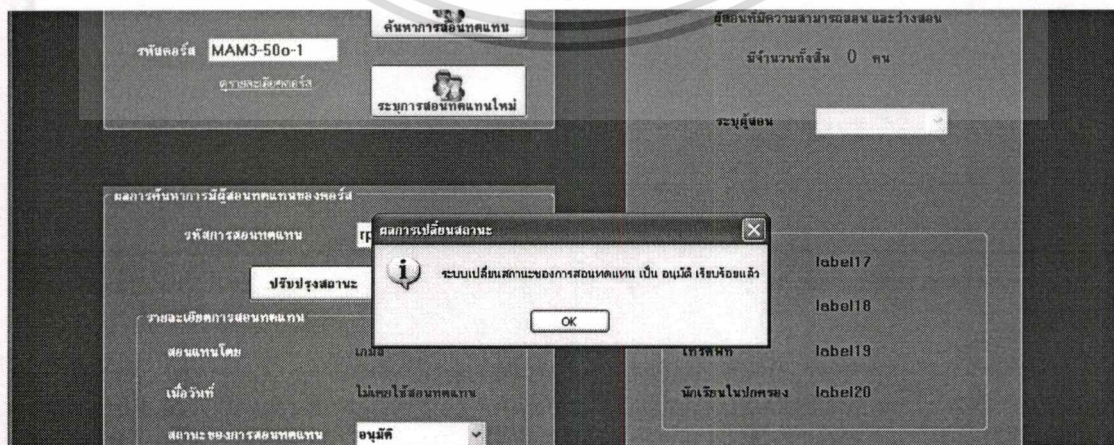 ค้นหาการสอนทดแทน
รหัสคอร์ส MAM3-50o-1
ดูรายละเอียดคอร์ส
ระบุการสอนทดแทนใหม่
ผู้สอนที่มีความสามารถสอน และว่างสอน
มีจำนวนทั้งสิ้น 0 คน
ระบุผู้สอน
ผลการค้นหาการมีผู้สอนทดแทนของคอร์ส
รหัสการสอนทดแทน
ปรับปรุงสถานะ
รายละเอียดการสอนทดแทน
สอนแทนโดย
เมื่อวันที่ ไม่เคยใช้สอนทดแทน
สถานะของการสอนทดแทน อนุมัติ
ผลการเปลี่ยนสถานะ
ระบบเปลี่ยนสถานะของการสอนทดแทน เป็น อนุมัติ เรียบร้อยแล้ว
OK
label17
label18
โทรศัพท์ label19
นักเรียนในปกครอง label20